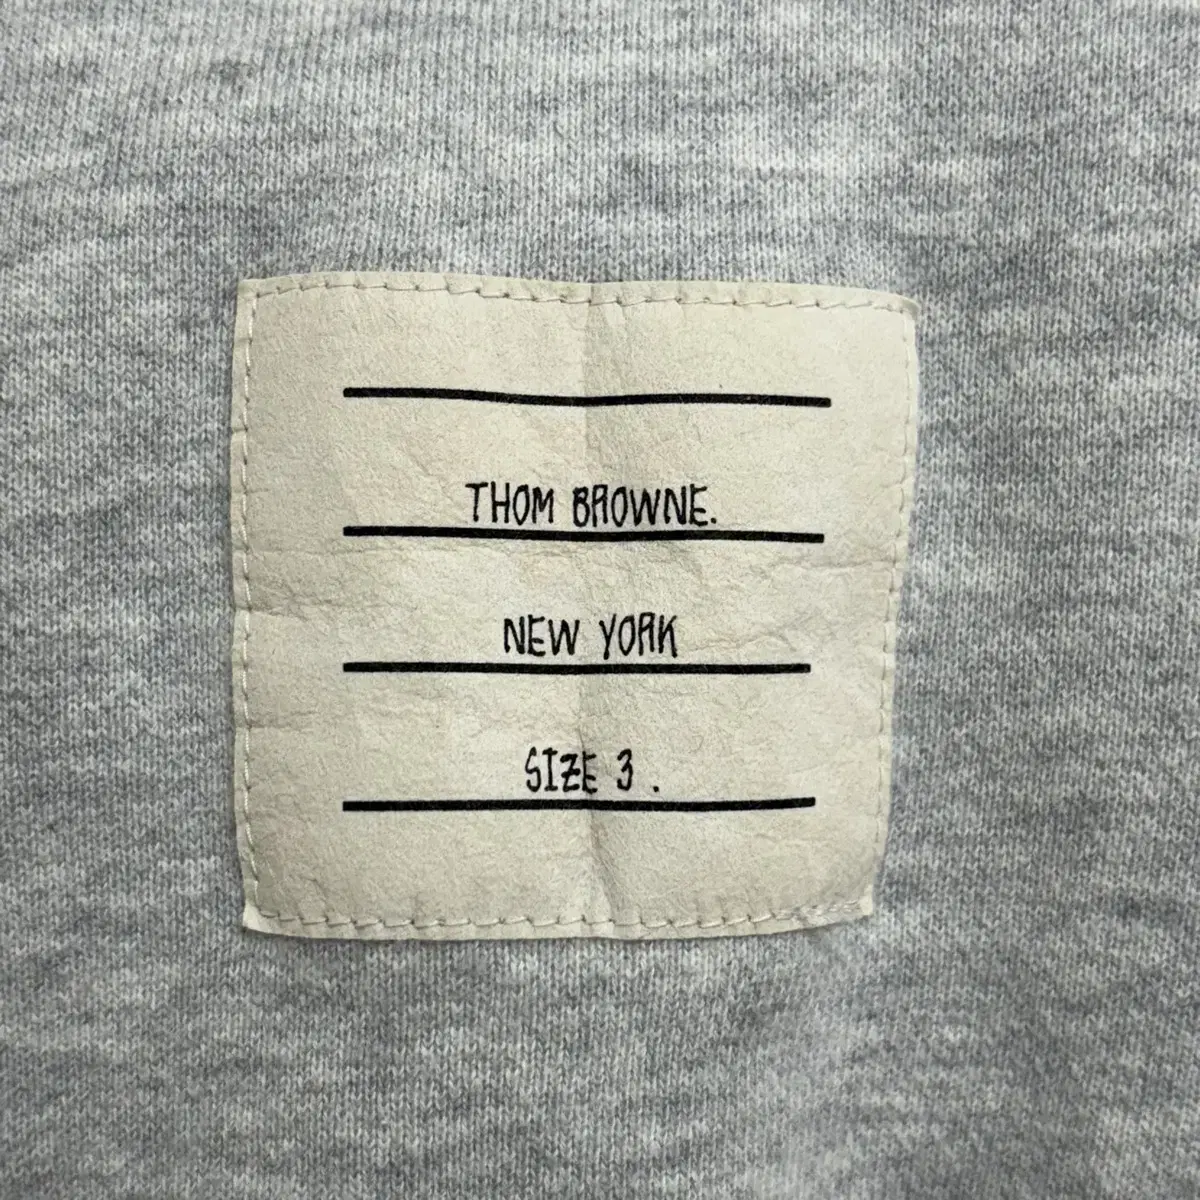 THOM BROWNE.
NEW YORK
SIZE 3 .